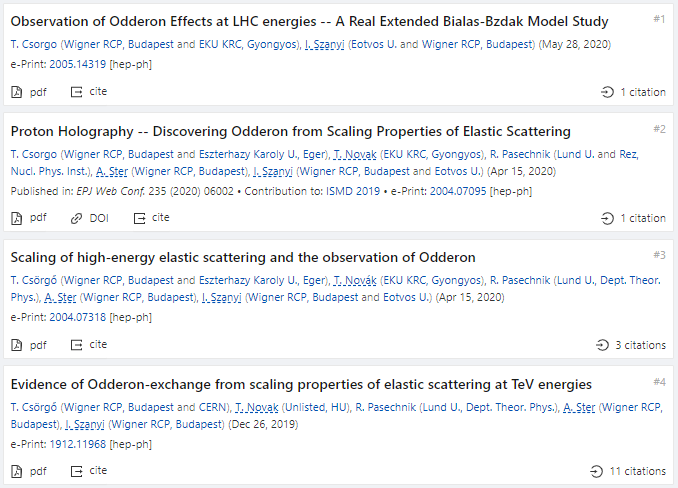 Observation of Odderon Effects at LHC energies -- A Real Extended Bialas-Bzdak Model Study
#1
T. Csorgo (Wigner RCP, Budapest and EKU KRC, Gyongyos), I. Szanyi (Eotvos U. and Wigner RCP, Budapest) (May 28, 2020)
e-Print: 2005.14319 [hep-ph]
pdf cite 1 citation
Proton Holography -- Discovering Odderon from Scaling Properties of Elastic Scattering
#2
T. Csorgo (Wigner RCP, Budapest and Eszterhazy Karoly U., Eger), T. Novak (EKU KRC, Gyongyos), R. Pasechnik (Lund U. and Rez,
Nucl. Phys. Inst.), A. Ster (Wigner RCP, Budapest), I. Szanyi (Wigner RCP, Budapest and Eotvos U.) (Apr 15, 2020)
Published in: EPJ Web Conf. 235 (2020) 06002 • Contribution to: ISMD 2019 • e-Print: 2004.07095 [hep-ph]
pdf DOI cite 1 citation
Scaling of high-energy elastic scattering and the observation of Odderon
#3
T. Csörgő (Wigner RCP, Budapest and Eszterhazy Karoly U., Eger), T. Novák (EKU KRC, Gyongyos), R. Pasechnik (Lund U., Dept. Theor.
Phys.), A. Ster (Wigner RCP, Budapest), I. Szanyi (Wigner RCP, Budapest and Eotvos U.) (Apr 15, 2020)
e-Print: 2004.07318 [hep-ph]
pdf cite 3 citations
Evidence of Odderon-exchange from scaling properties of elastic scattering at TeV energies
#4
T. Csörgő (Wigner RCP, Budapest and CERN), T. Novak (Unlisted, HU), R. Pasechnik (Lund U., Dept. Theor. Phys.), A. Ster (Wigner RCP,
Budapest), I. Szanyi (Wigner RCP, Budapest) (Dec 26, 2019)
e-Print: 1912.11968 [hep-ph]
pdf cite 11 citations